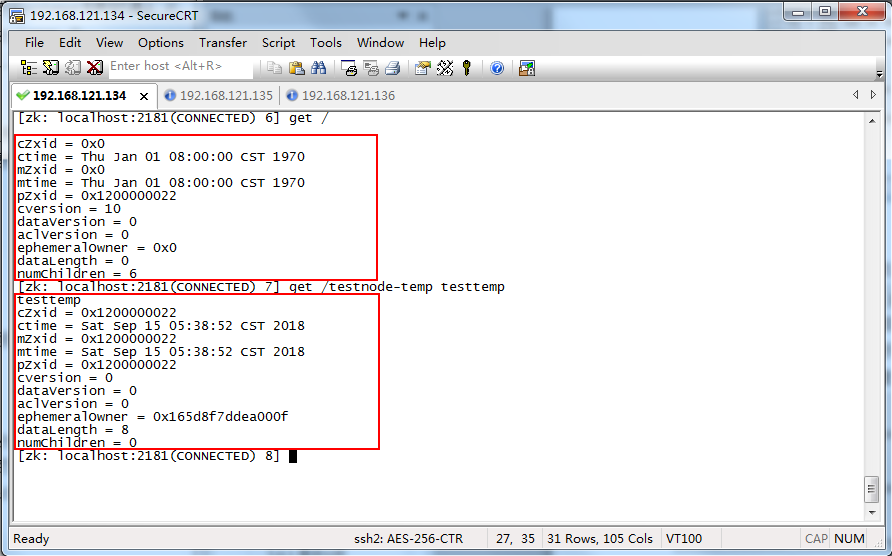 192.168.121.134 - SecureCRT
File Edit View Options Transfer Script Tools Window Help
Enter host <Alt+R>
192.168.121.134 192.168.121.135 192.168.121.136
[zk: localhost:2181(CONNECTED) 6] get /
cZxid = 0x0
ctime = Thu Jan 01 08:00:00 CST 1970
mZxid = 0x0
mtime = Thu Jan 01 08:00:00 CST 1970
pZxid = 0x1200000022
cversion = 10
dataVersion = 0
aclVersion = 0
ephemeralOwner = 0x0
dataLength = 0
numChildren = 6
[zk: localhost:2181(CONNECTED) 7] get /testnode-temp testtemp
testtemp
cZxid = 0x1200000022
ctime = Sat Sep 15 05:38:52 CST 2018
mZxid = 0x1200000022
mtime = Sat Sep 15 05:38:52 CST 2018
pZxid = 0x1200000022
cversion = 0
dataVersion = 0
aclVersion = 0
ephemeralOwner = 0x165d8f7ddea000f
dataLength = 8
numChildren = 0
[zk: localhost:2181(CONNECTED) 8]
Ready ssh2: AES-256-CTR 27, 35 31 Rows, 105 Cols VT100 CAP NUM